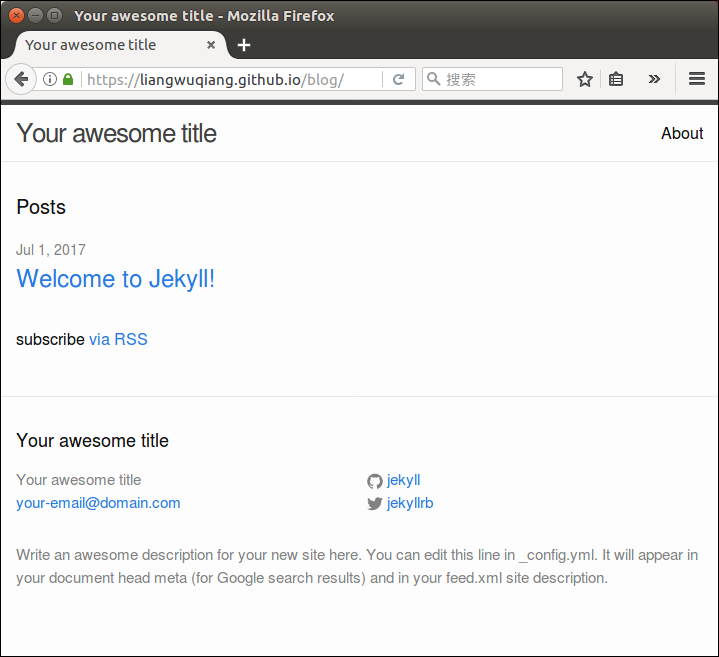 Your awesome title - Mozilla Firefox
Your awesome title
https://liangwuqiang.github.io/blog/
搜索
Your awesome title
About
Posts
Jul 1, 2017
Welcome to Jekyll!
subscribe via RSS
Your awesome title
Your awesome title
jekyll
your-email@domain.com
jekyllrb
Write an awesome description for your new site here. You can edit this line in _config.yml. It will appear in
your document head meta (for Google search results) and in your feed.xml site description.